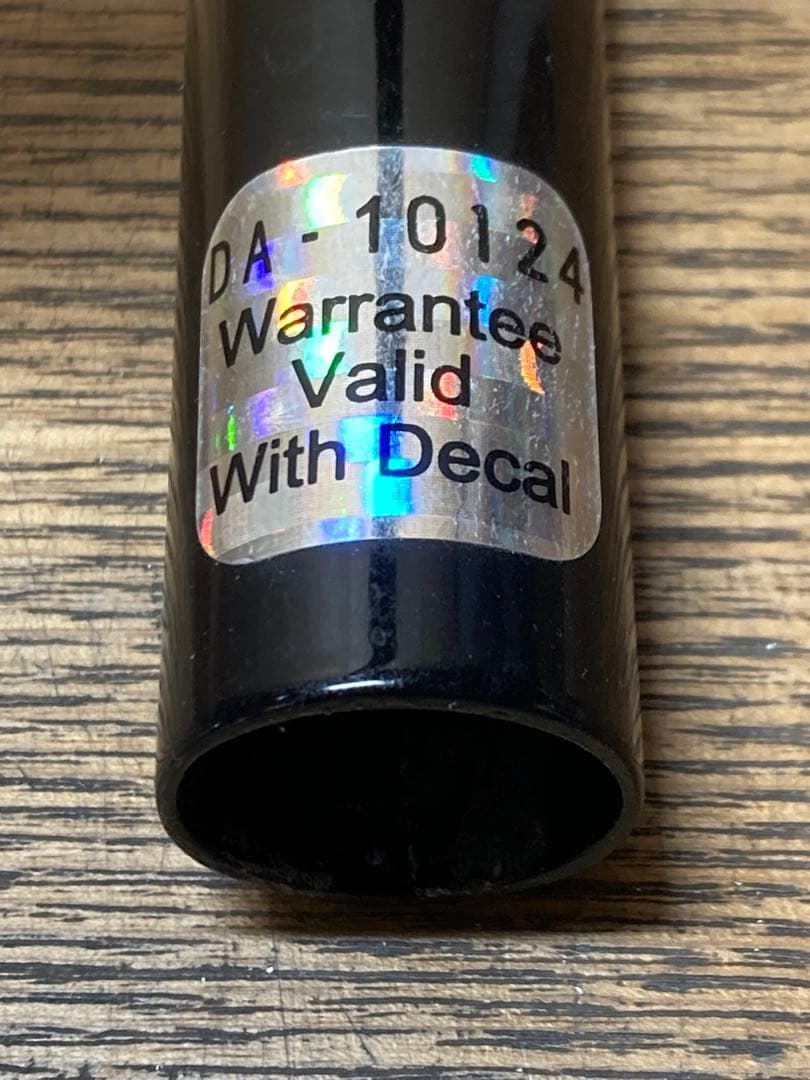 DA - 10124
Warrantee
Valid
With Decal